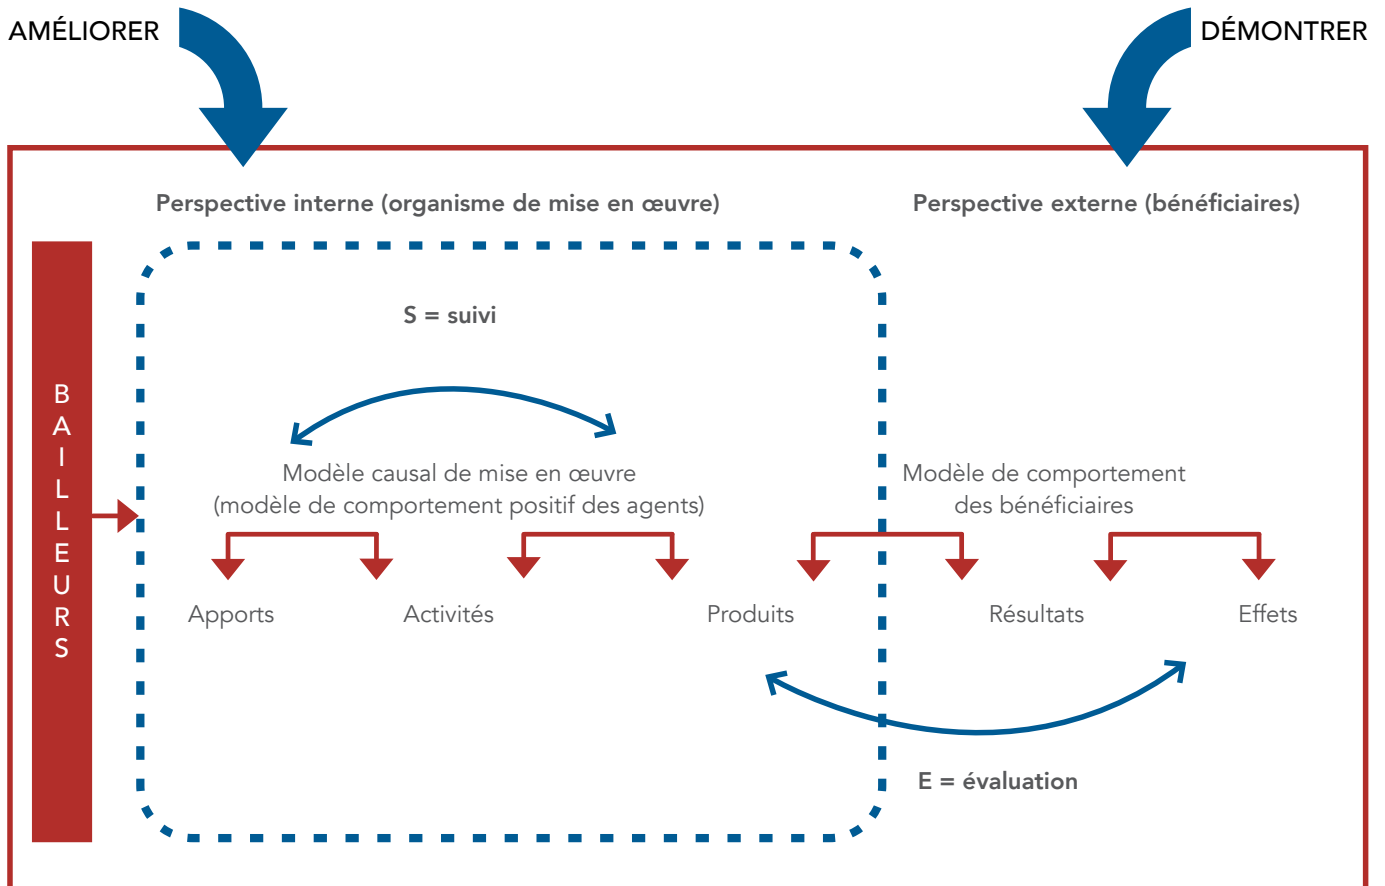 AMÉLIORER
DÉMONTRER
Perspective interne (organisme de mise en œuvre)
Perspective externe (bénéficiaires)
BAILLEURS
S = suivi
Modèle causal de mise en œuvre
(modèle de comportement positif des agents)
Modèle de comportement
des bénéficiaires
Apports
Activités
Produits
Résultats
Effets
E = évaluation